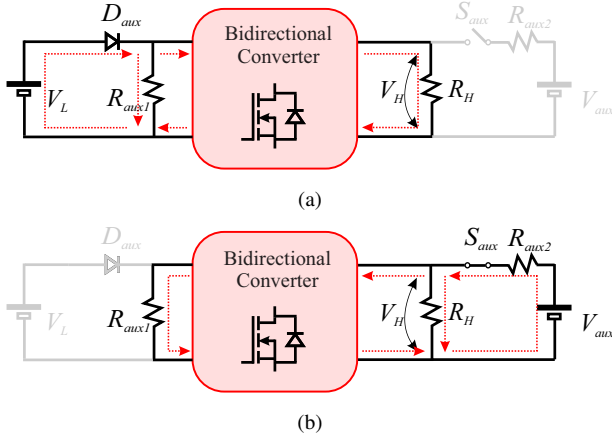 D_aux
V_L
R_aux1
Bidirectional
Converter
V_H
R_H
S_aux
R_aux2
V_aux
(a)
D_aux
V_L
R_aux1
Bidirectional
Converter
V_H
R_H
S_aux
R_aux2
V_aux
(b)